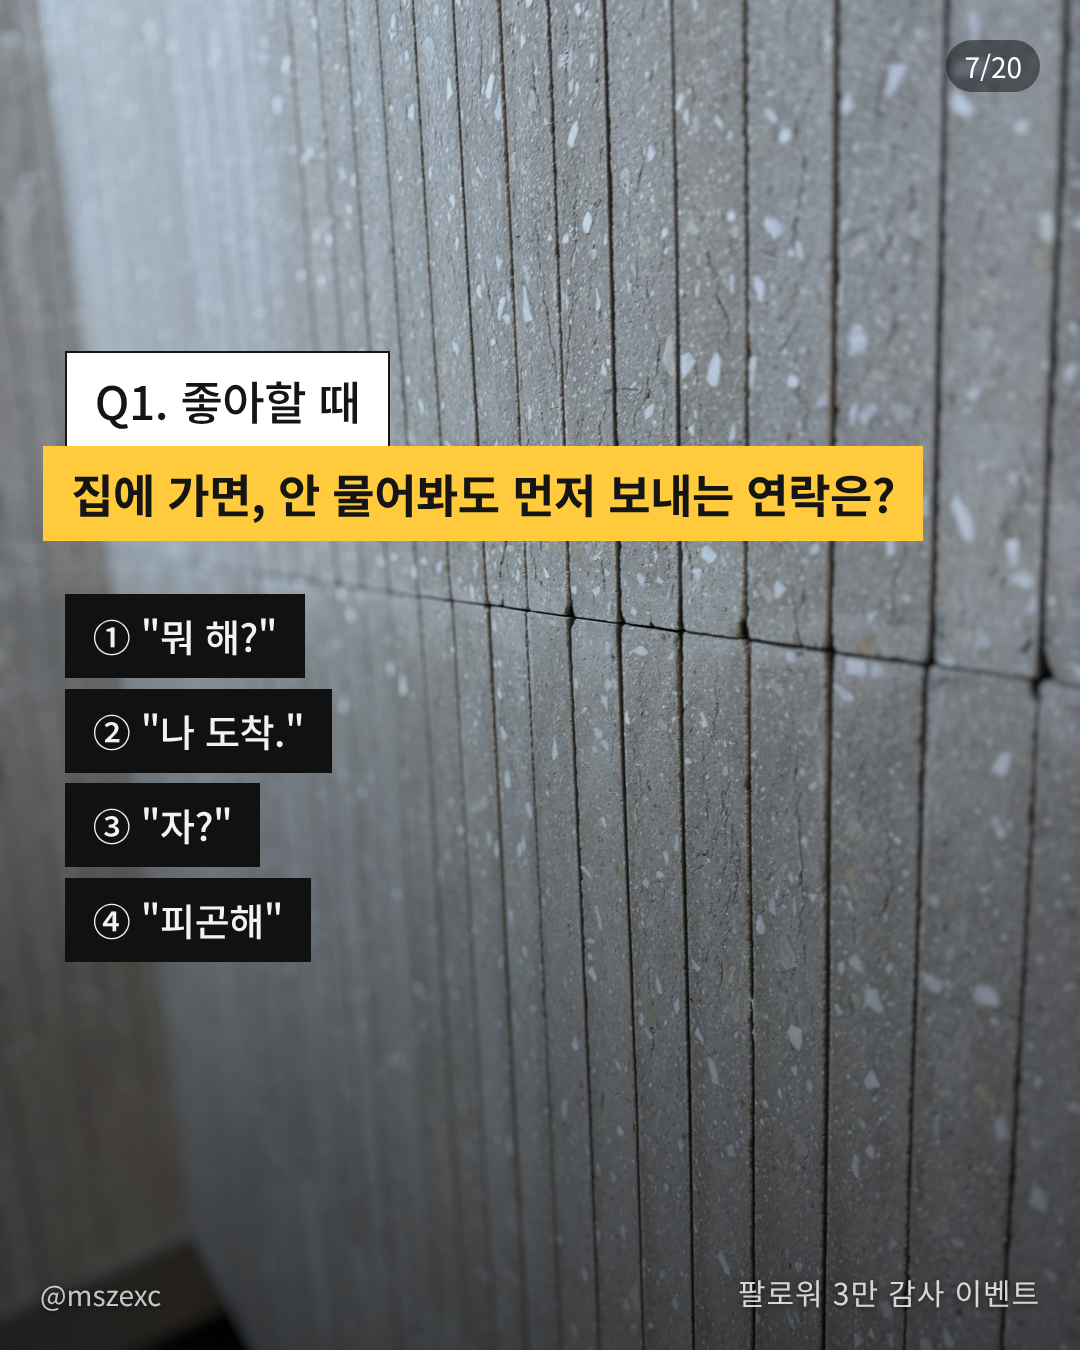 7/20
Q1. 좋아할 때
집에 가면, 안 물어봐도 먼저 보내는 연락은?
① "뭐 해?"
② "나 도착."
③ "자?"
④ "피곤해"
@mszexc
팔로워 3만 감사 이벤트